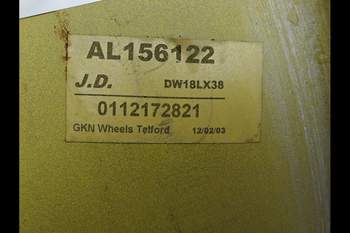 AL156122
J.D. DW18LX38
0112172821
GKN Wheels Telford 12/02/03